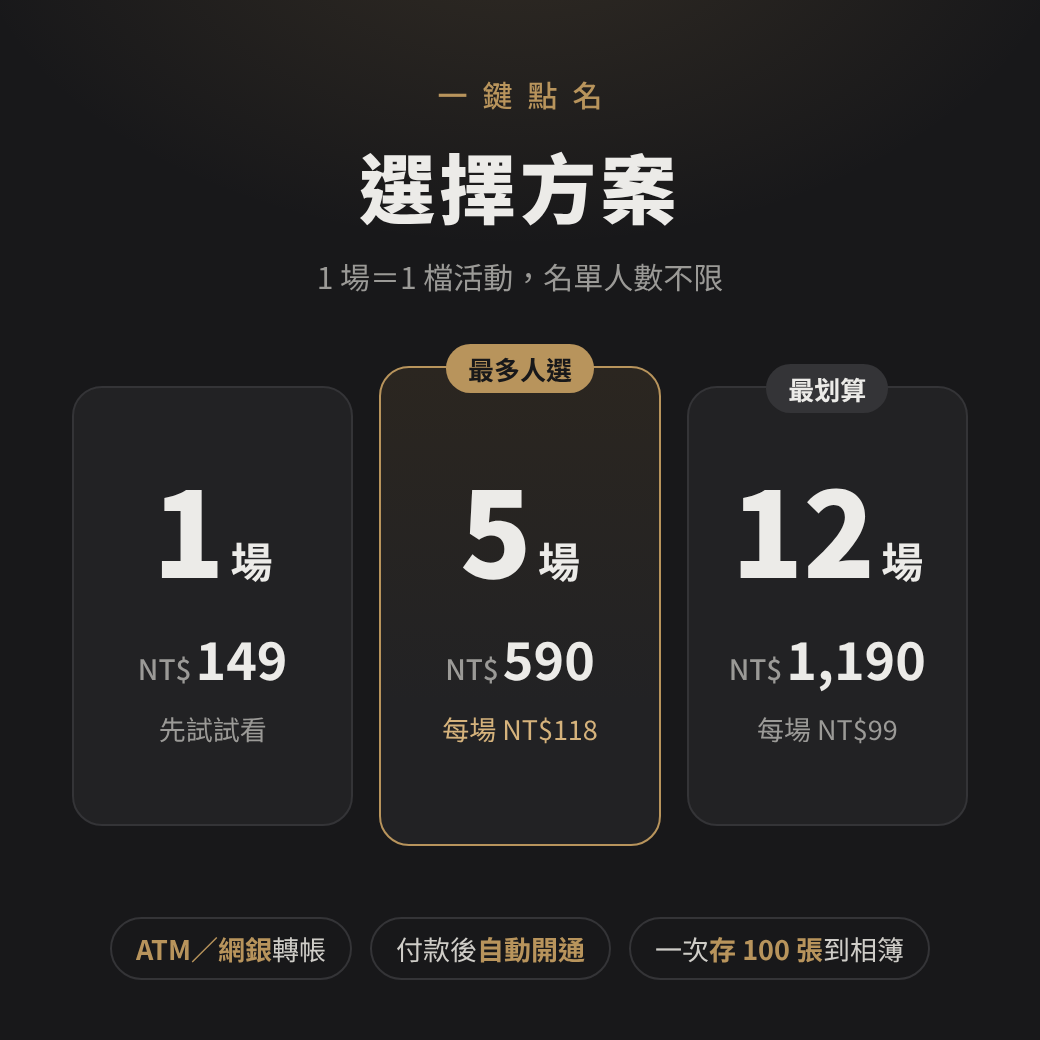 一鍵點名
選擇方案
1 場＝1 檔活動，名單人數不限
1 場
NT$ 149
先試試看
最多人選
5 場
NT$ 590
每場 NT$118
最划算
12 場
NT$ 1,190
每場 NT$99
ATM／網銀轉帳
付款後自動開通
一次存 100 張到相簿